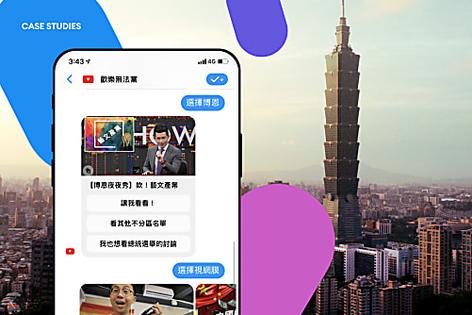 CASE STUDIES
3:43
4G
歡樂無法黨
選擇博恩
藝文產業
HOW
【博恩夜夜秀】欸！藝文產業
讓我看看！
看其他不分區名單
我也想看總統選舉的討論
選擇視網膜